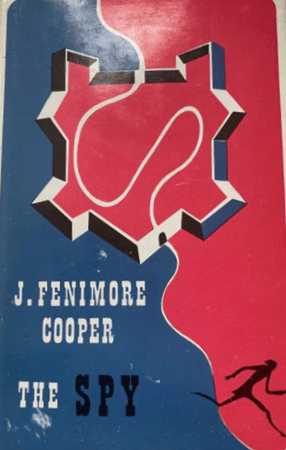 J. FENIMORE
COOPER
THE SPY